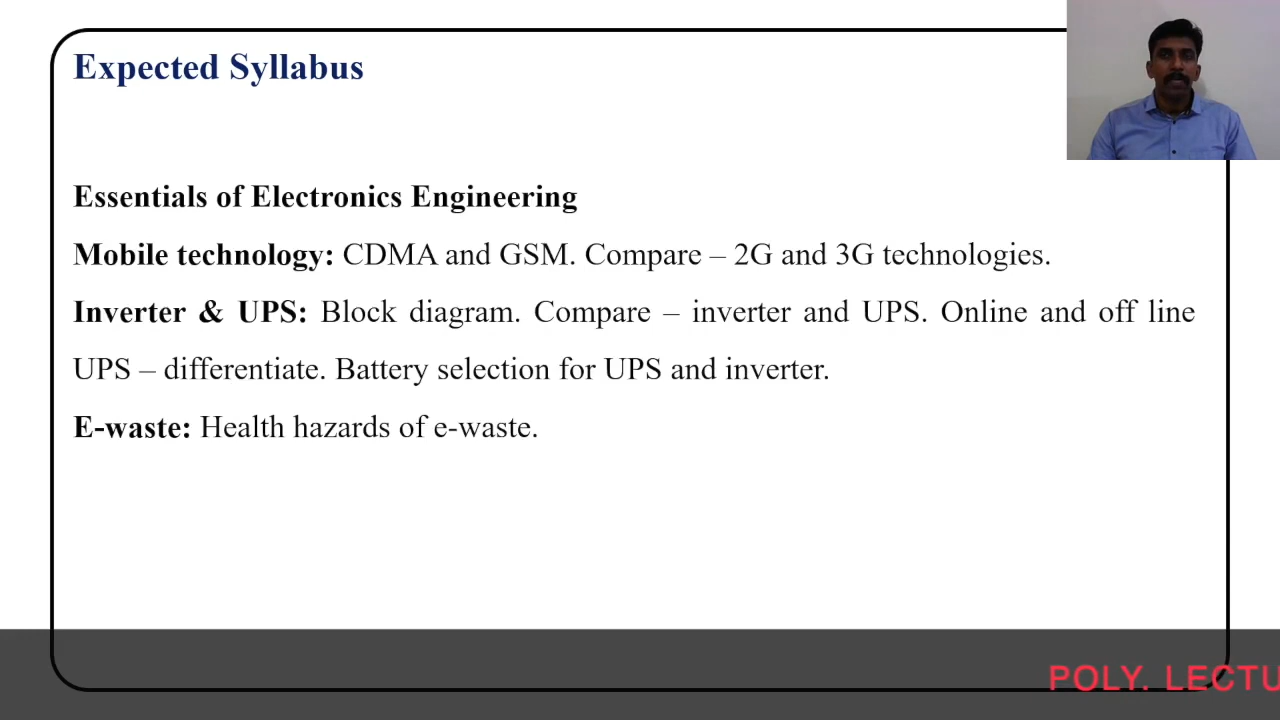 Expected Syllabus
Essentials of Electronics Engineering
Mobile technology: CDMA and GSM. Compare – 2G and 3G technologies.
Inverter & UPS: Block diagram. Compare – inverter and UPS. Online and off line
UPS – differentiate. Battery selection for UPS and inverter.
E-waste: Health hazards of e-waste.
POLY. LECTU